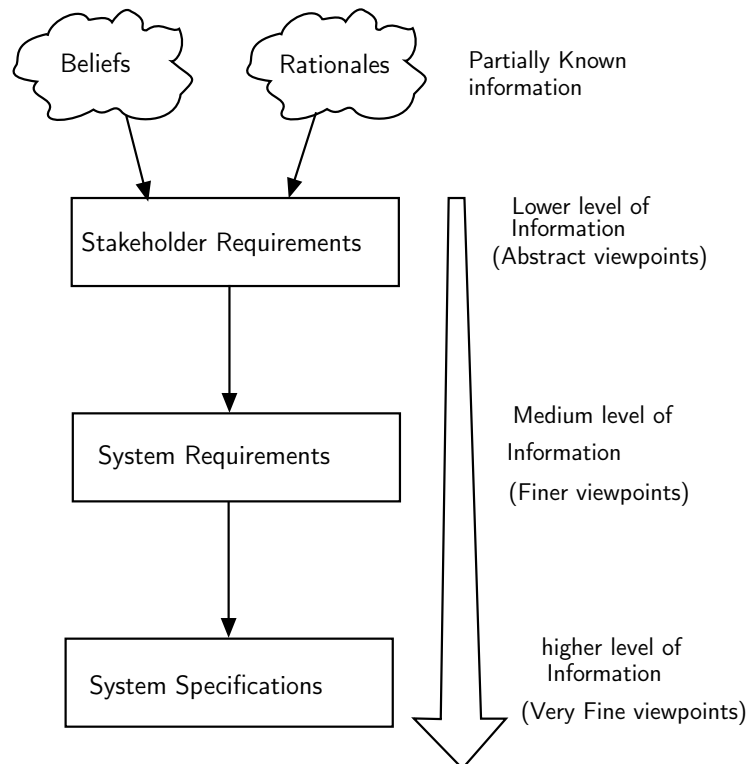 Beliefs
Rationales
Partially Known
information
Stakeholder Requirements
Lower level of
Information
(Abstract viewpoints)
System Requirements
Medium level of
Information
(Finer viewpoints)
System Specifications
higher level of
Information
(Very Fine viewpoints)